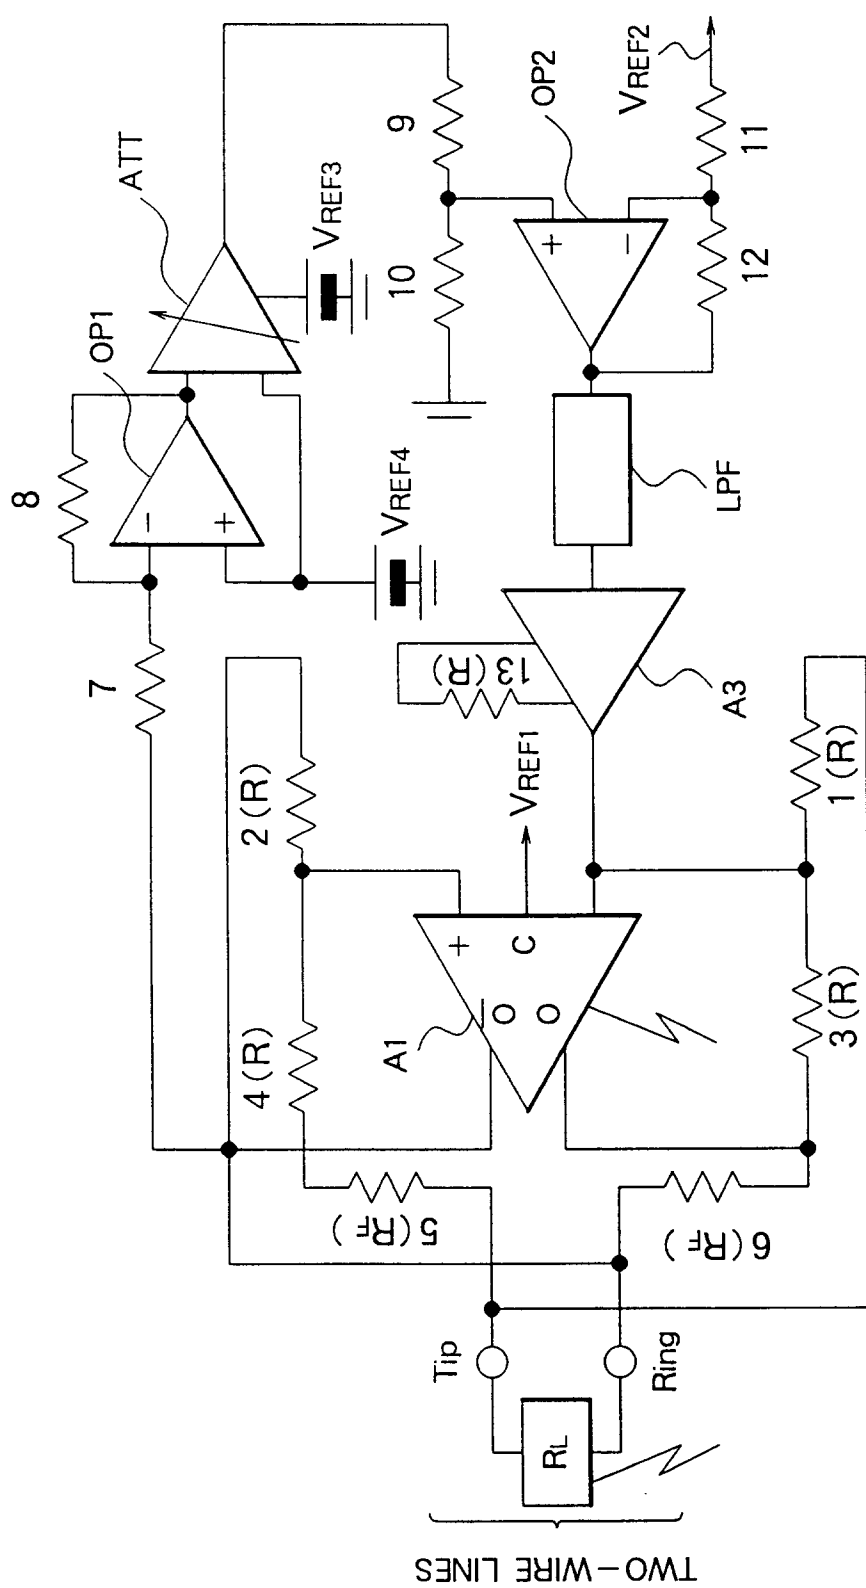 8
OP1
ATT
7
9
10
VREF3
VREF4
OP2
VREF2
11
12
LPF
2(R)
4(R)
13(R)
A3
VREF1
A1
+
C
O̅
O
+
−
−
+
1(R)
3(R)
5(RF)
6(RF)
Tip
Ring
RL
TWO-WIRE LINES